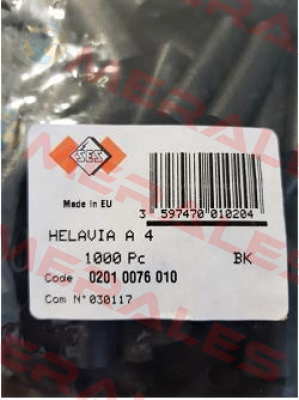 SES
Made in EU
3 597470 010204
HELAVIA A 4
1000 Pc BK
Code 0201 0076 010
Com N°030117